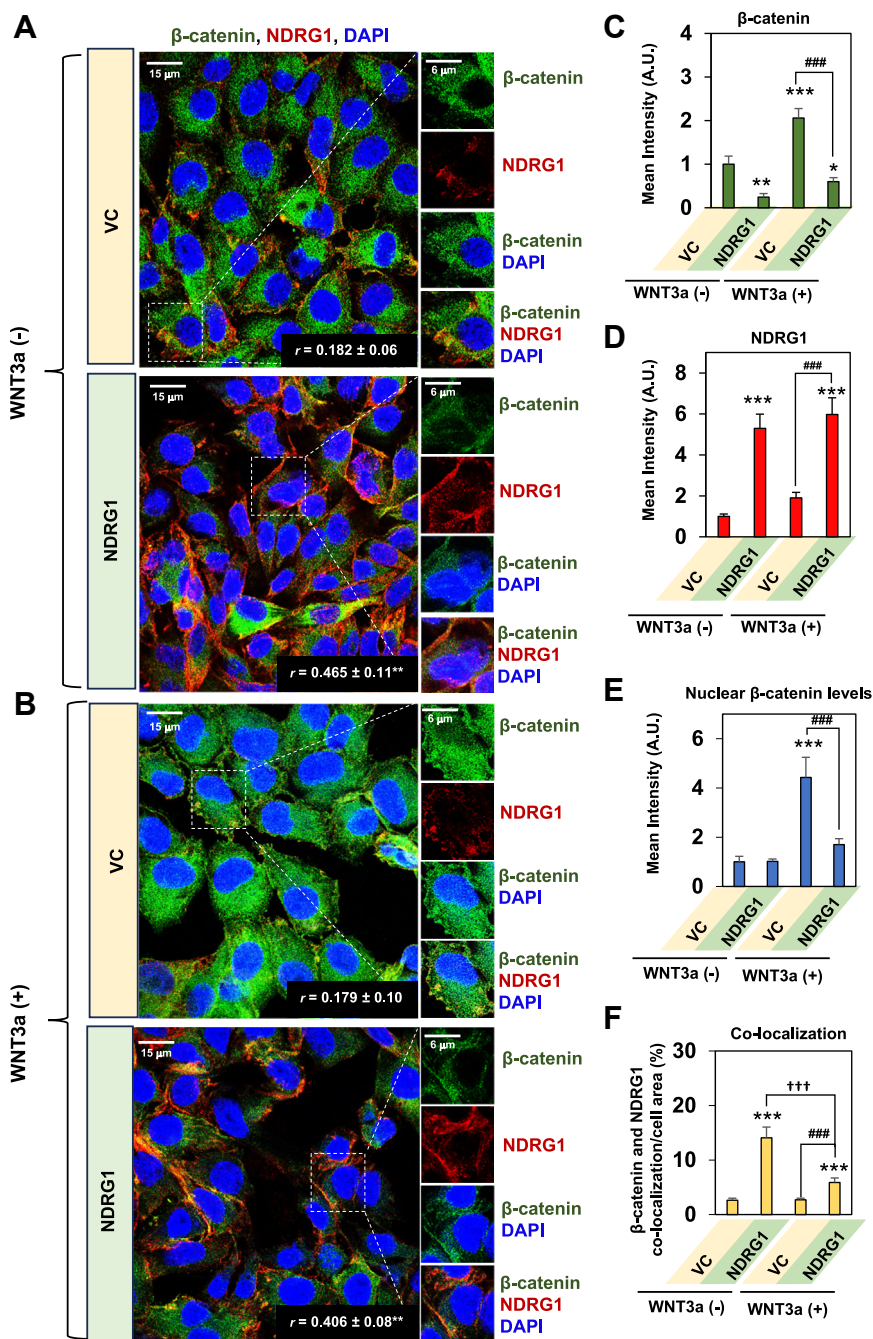 A
β-catenin, NDRG1, DAPI
WNT3a (-)
VC
15 µm
r = 0.182 ± 0.06
6 µm
β-catenin
NDRG1
β-catenin
DAPI
β-catenin
NDRG1
DAPI
NDRG1
15 µm
r = 0.465 ± 0.11**
β-catenin
NDRG1
β-catenin
DAPI
β-catenin
NDRG1
DAPI
B
WNT3a (+)
VC
15 µm
r = 0.179 ± 0.10
6 µm
β-catenin
NDRG1
β-catenin
DAPI
β-catenin
NDRG1
DAPI
NDRG1
15 µm
r = 0.406 ± 0.08**
6 µm
β-catenin
NDRG1
β-catenin
DAPI
β-catenin
NDRG1
DAPI
C
β-catenin
Mean Intensity (A.U.)
4
3
2
1
0
**
***
###
*
VC
NDRG1
VC
NDRG1
WNT3a (-)
WNT3a (+)
D
NDRG1
Mean Intensity (A.U.)
8
6
4
2
0
***
###
***
VC
NDRG1
VC
NDRG1
WNT3a (-)
WNT3a (+)
E
Nuclear β-catenin levels
Mean Intensity (A.U.)
6
4
2
0
***
###
VC
NDRG1
VC
NDRG1
WNT3a (-)
WNT3a (+)
F
Co-localization
β-catenin and NDRG1
co-localization/cell area (%)
30
20
10
0
***
†††
###
***
VC
NDRG1
VC
NDRG1
WNT3a (-)
WNT3a (+)